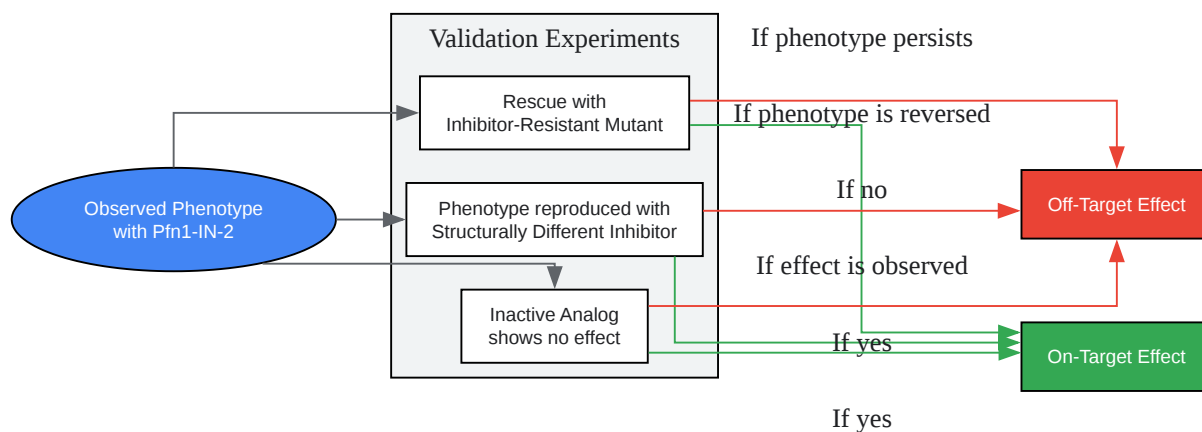 Validation Experiments
If phenotype persists
Rescue with
Inhibitor-Resistant Mutant
If phenotype is reversed
Observed Phenotype
with Pfn1-IN-2
Phenotype reproduced with
Structurally Different Inhibitor
If no
Off-Target Effect
If effect is observed
Inactive Analog
shows no effect
If yes
On-Target Effect
If yes